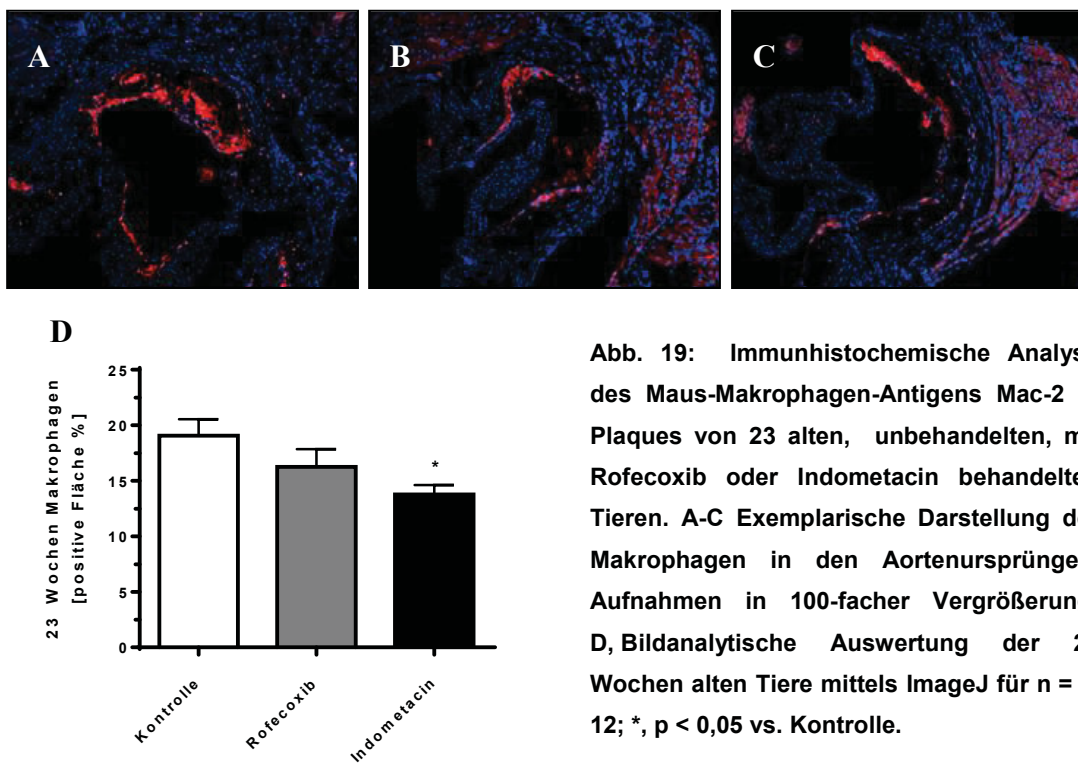 A
B
C
D
23 Wochen Makrophagen
[positive Fläche %]
25
20
15
10
5
0
*
Kontrolle
Rofecoxib
Indometacin
Abb. 19: Immunhistochemische Analys
des Maus-Makrophagen-Antigens Mac-2
Plaques von 23 alten, unbehandelten, m
Rofecoxib oder Indometacin behandelte
Tieren. A-C Exemplarische Darstellung de
Makrophagen in den Aortenursprünge
Aufnahmen in 100-facher Vergrößerun
D, Bildanalytische Auswertung der 2
Wochen alten Tiere mittels ImageJ für n =
12; *, p < 0,05 vs. Kontrolle.